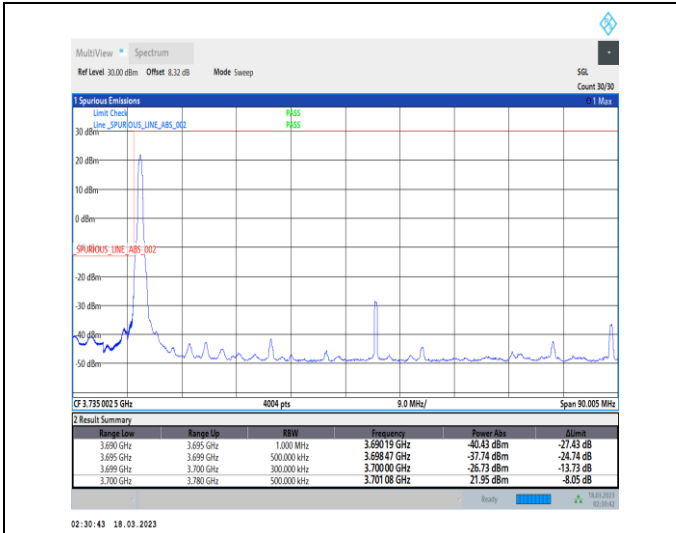 MultiView Spectrum
Ref Level 30.00 dBm Offset 8.32 dB Mode Sweep SGL
Count 30/30
1 Spurious Emissions 1 Max
Limit Check PASS
Line _SPURIOUS_LINE_ABS_002 PASS
30 dBm
20 dBm
10 dBm
0 dBm
_SPURIOUS_LINE_ABS_002
-20 dBm
-30 dBm
-40 dBm
-50 dBm
CF 3.735 002 5 GHz 4004 pts 9.0 MHz/ Span 90.005 MHz
2 Result Summary
Range Low Range Up RBW Frequency Power Abs ΔLimit
3.690 GHz 3.695 GHz 1.000 MHz 3.690 19 GHz -40.43 dBm -27.43 dB
3.695 GHz 3.699 GHz 500.000 kHz 3.698 47 GHz -37.74 dBm -24.74 dB
3.699 GHz 3.700 GHz 300.000 kHz 3.700 00 GHz -26.73 dBm -13.73 dB
3.700 GHz 3.780 GHz 500.000 kHz 3.701 08 GHz 21.95 dBm -8.05 dB
Ready 18.03.2023
02:30:42
02:30:43 18.03.2023